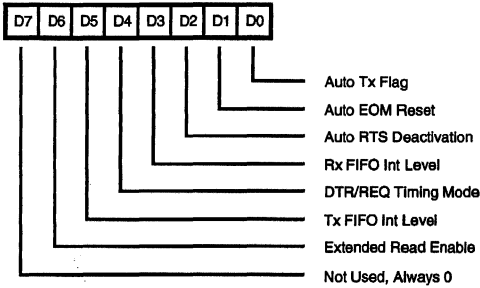 D7 D6 D5 D4 D3 D2 D1 D0
Auto Tx Flag
Auto EOM Reset
Auto RTS Deactivation
Rx FIFO Int Level
DTR/REQ Timing Mode
Tx FIFO Int Level
Extended Read Enable
Not Used, Always 0